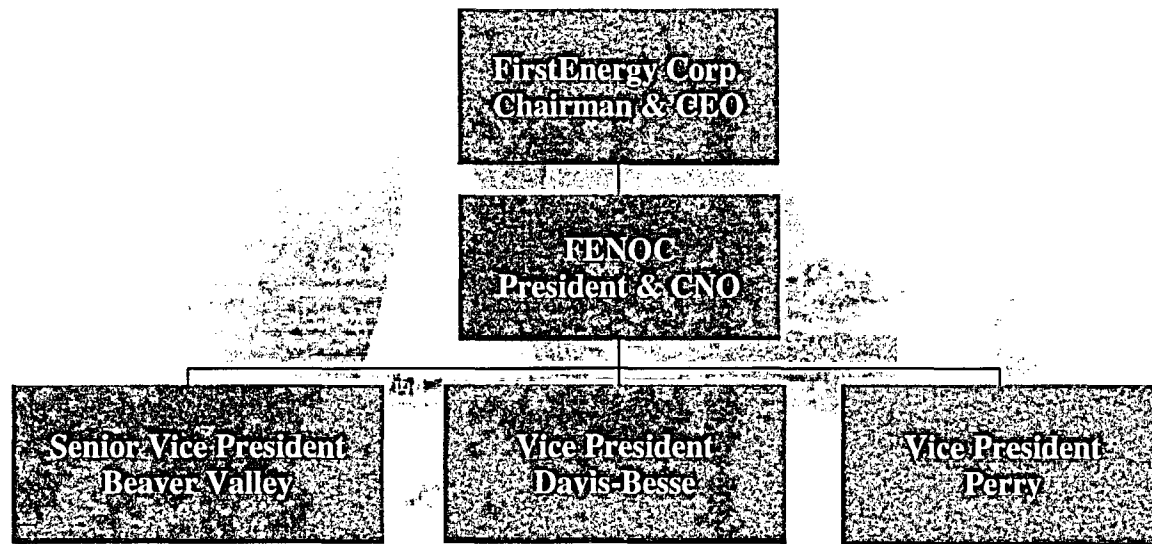 FirstEnergy Corp.
Chairman & CEO
FENOC
President & CNO
Senior Vice President
Beaver Valley
Vice President
Davis-Besse
Vice President
Perry